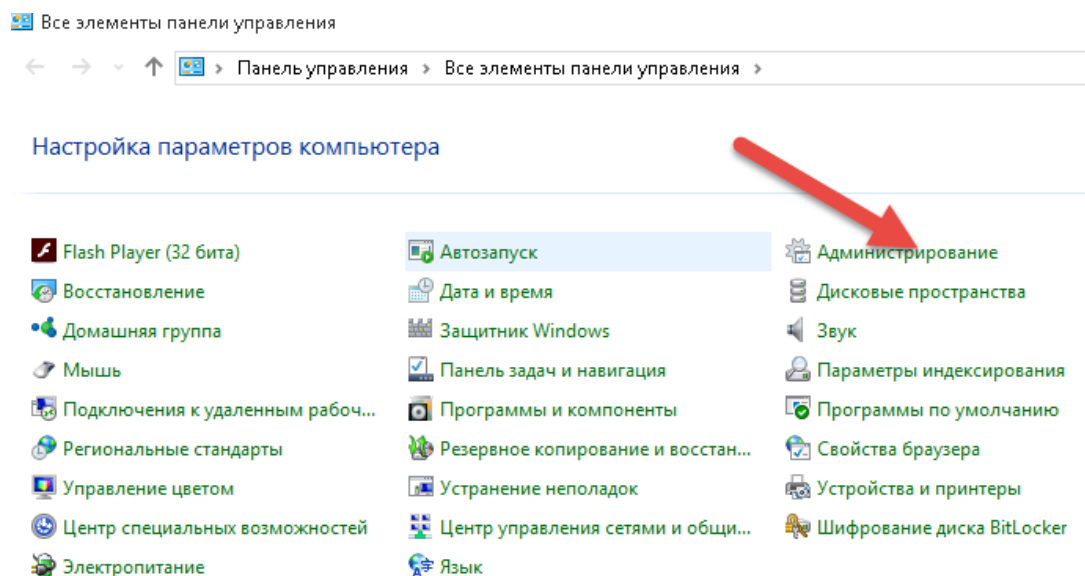 Все элементы панели управления
Панель управления > Все элементы панели управления >
Настройка параметров компьютера
Flash Player (32 бита) Автозапуск Администрирование
Восстановление Дата и время Дисковые пространства
Домашняя группа Защитник Windows Звук
Мышь Панель задач и навигация Параметры индексирования
Подключения к удаленным рабоч... Программы и компоненты Программы по умолчанию
Региональные стандарты Резервное копирование и восстан... Свойства браузера
Управление цветом Устранение неполадок Устройства и принтеры
Центр специальных возможностей Центр управления сетями и общи... Шифрование диска BitLocker
Электропитание Язык